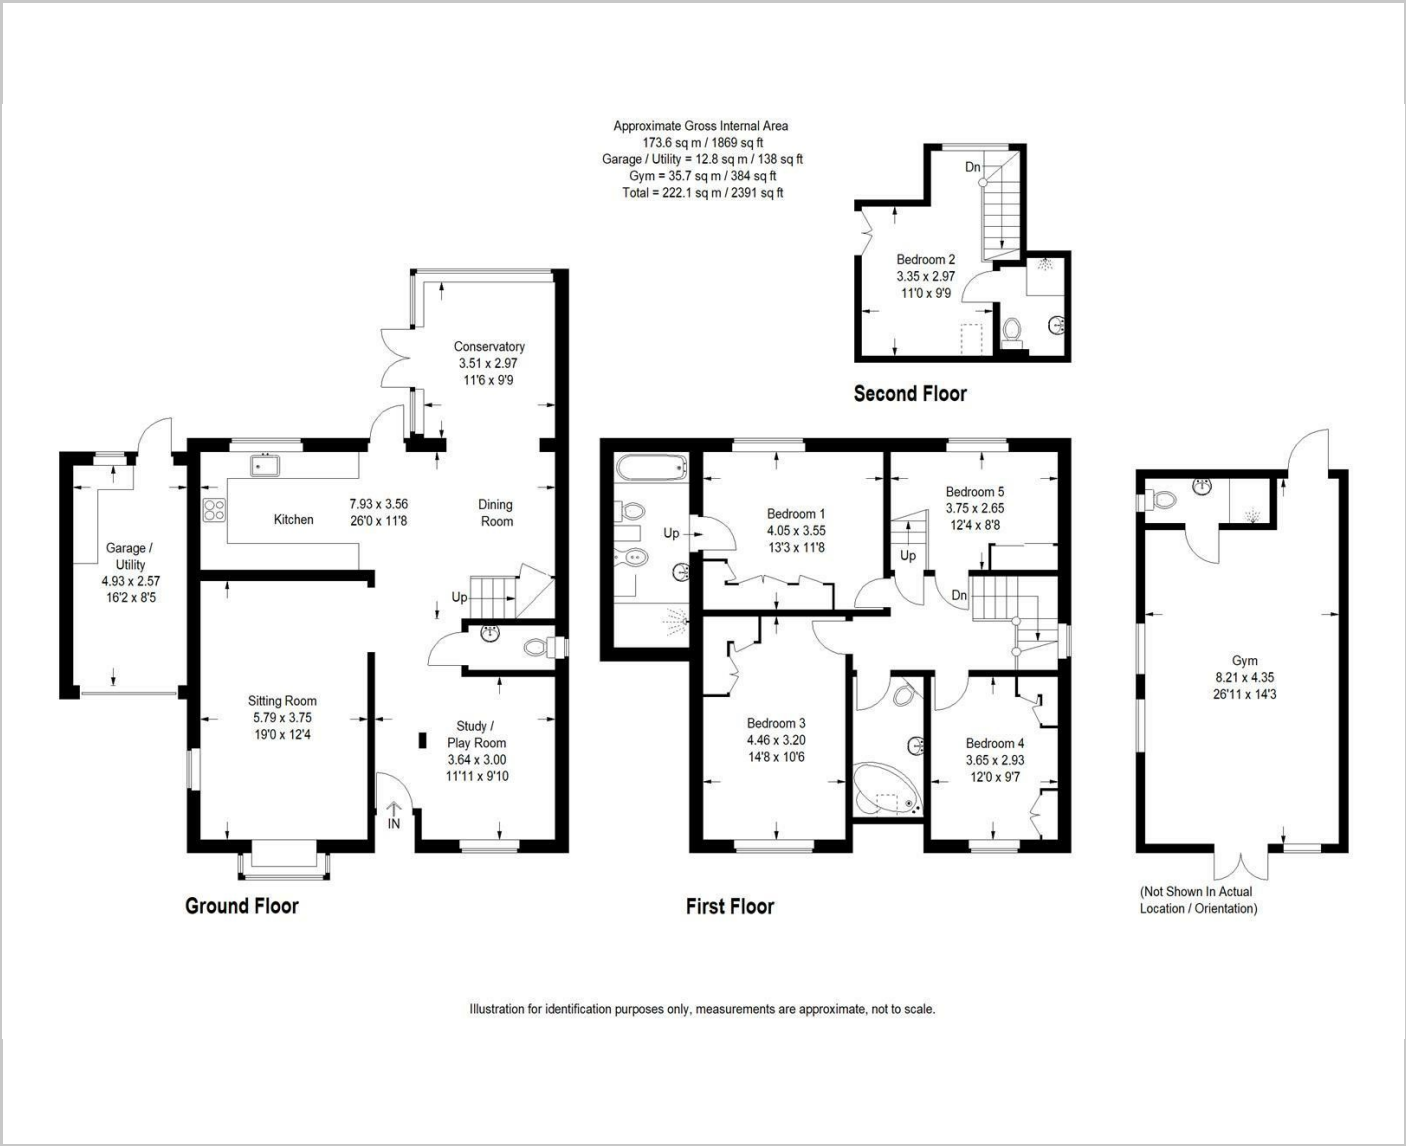 Approximate Gross Internal Area
173.6 sq m / 1869 sq ft
Garage / Utility = 12.8 sq m / 138 sq ft
Gym = 35.7 sq m / 384 sq ft
Total = 222.1 sq m / 2391 sq ft
Dn
Bedroom 2
3.35 x 2.97
11'0 x 9'9
Second Floor
Conservatory
3.51 x 2.97
11'6 x 9'9
Kitchen
7.93 x 3.56
26'0 x 11'8
Dining
Room
Garage /
Utility
4.93 x 2.57
16'2 x 8'5
Up
Sitting Room
5.79 x 3.75
19'0 x 12'4
Study /
Play Room
3.64 x 3.00
11'11 x 9'10
IN
Ground Floor
Up
Bedroom 1
4.05 x 3.55
13'3 x 11'8
Bedroom 5
3.75 x 2.65
12'4 x 8'8
Up
Dn
Bedroom 3
4.46 x 3.20
14'8 x 10'6
Bedroom 4
3.65 x 2.93
12'0 x 9'7
First Floor
Gym
8.21 x 4.35
26'11 x 14'3
(Not Shown In Actual
Location / Orientation)
Illustration for identification purposes only, measurements are approximate, not to scale.